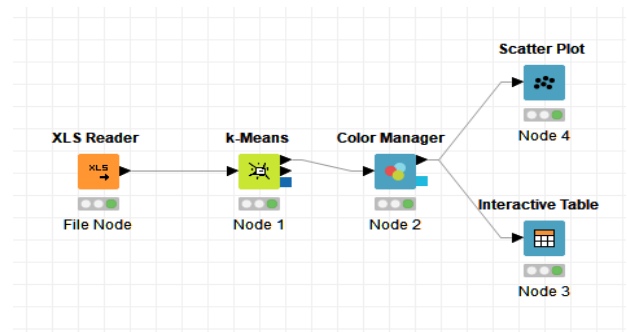 Scatter Plot
Node 4
XLS Reader
XLS
File Node
k-Means
Node 1
Color Manager
Node 2
Interactive Table
Node 3